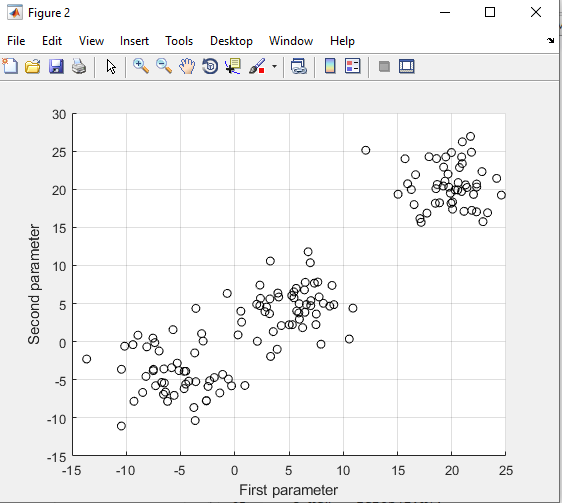 Figure 2
File Edit View Insert Tools Desktop Window Help
30
25
20
15
10
5
0
-5
-10
-15
Second parameter
-15 -10 -5 0 5 10 15 20 25
First parameter